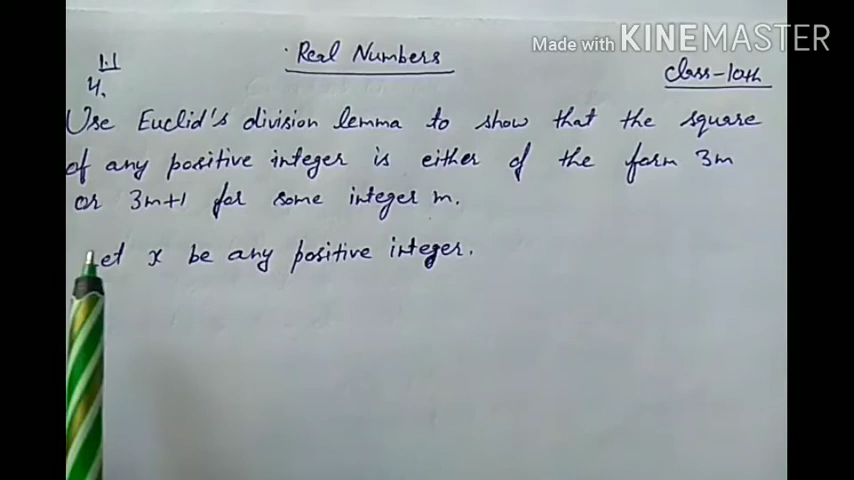 Made with KINEMASTER
1.1
Real Numbers
Class-10th
4.
Use Euclid's division lemma to show that the square
of any positive integer is either of the form 3m
or 3m+1 for some integer m.
Let x be any positive integer.